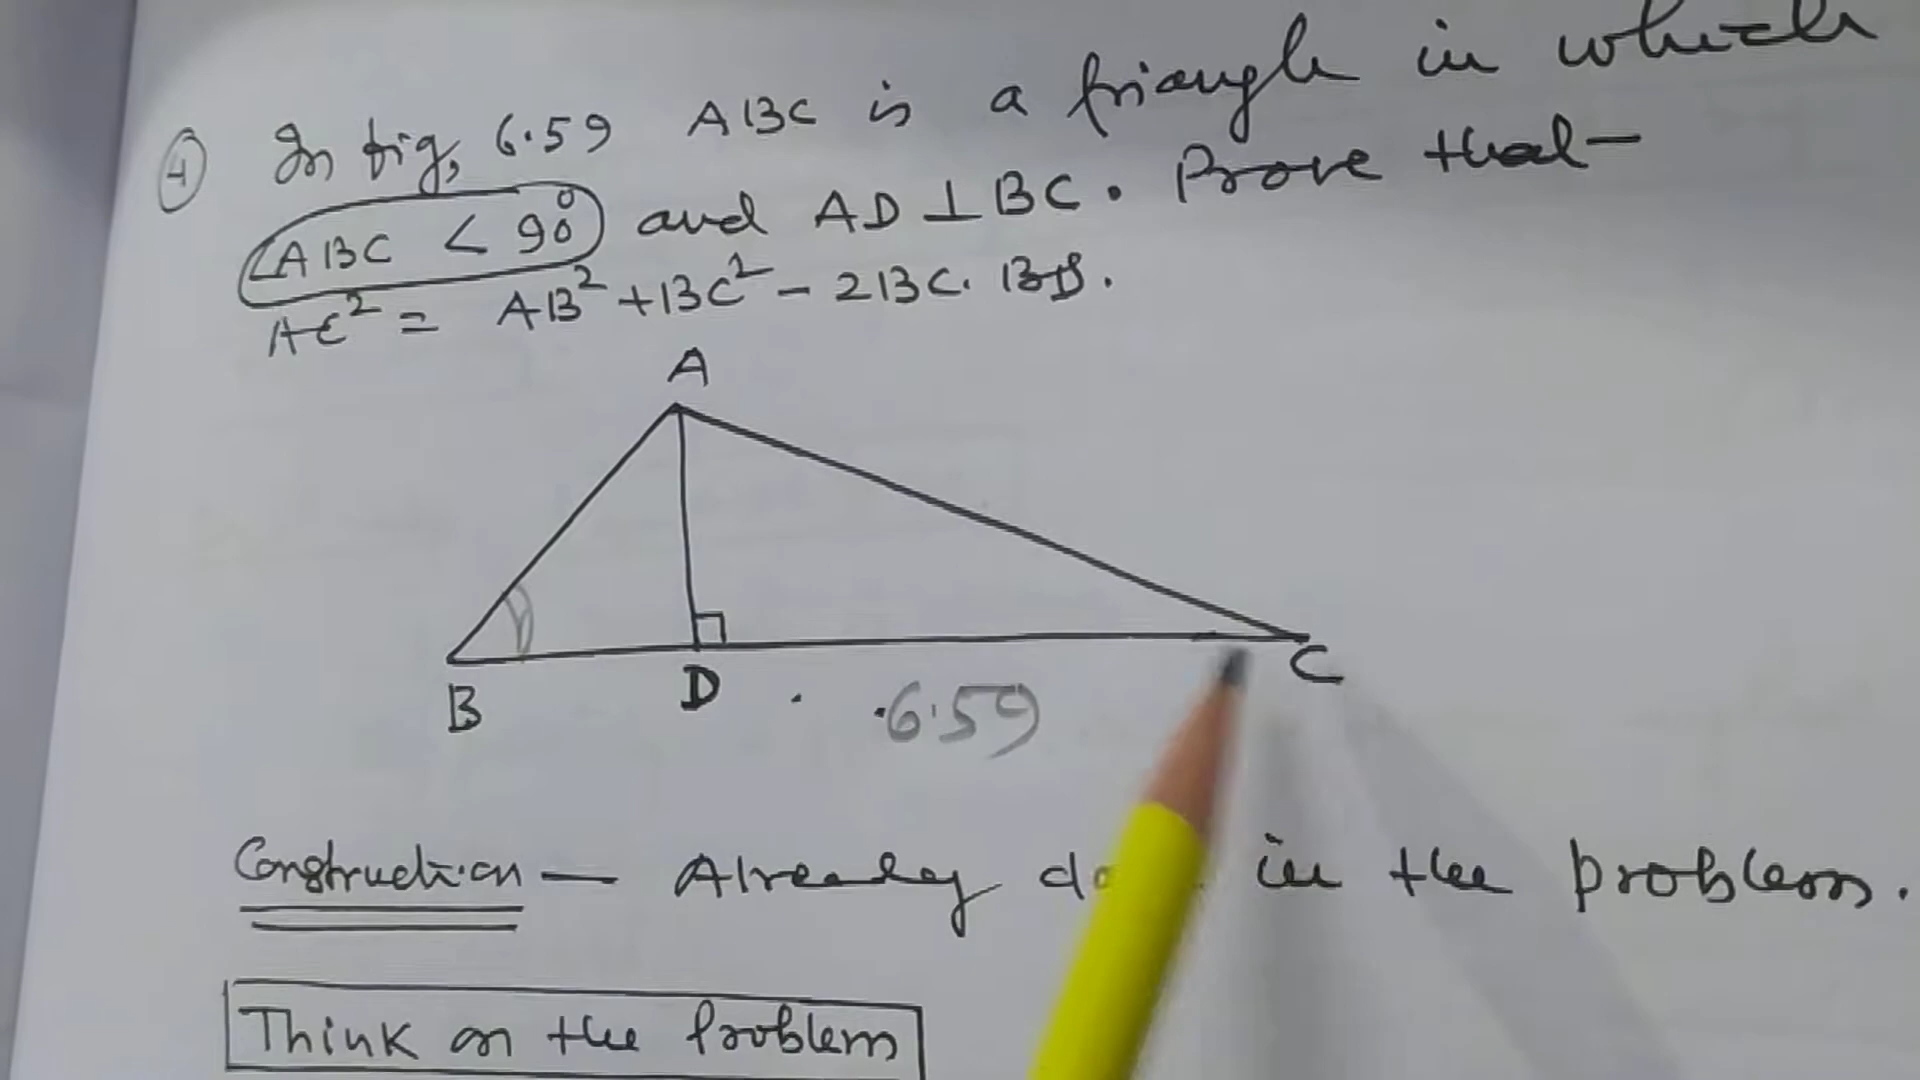 ④ In fig, 6.59 ABC is a triangle in which
∠ABC < 90° and AD ⊥ BC. Prove that
AC² = AB² + BC² - 2BC. BD.
A
B
D
C
6.59
Construction — Already in the problem.
Think on the problem